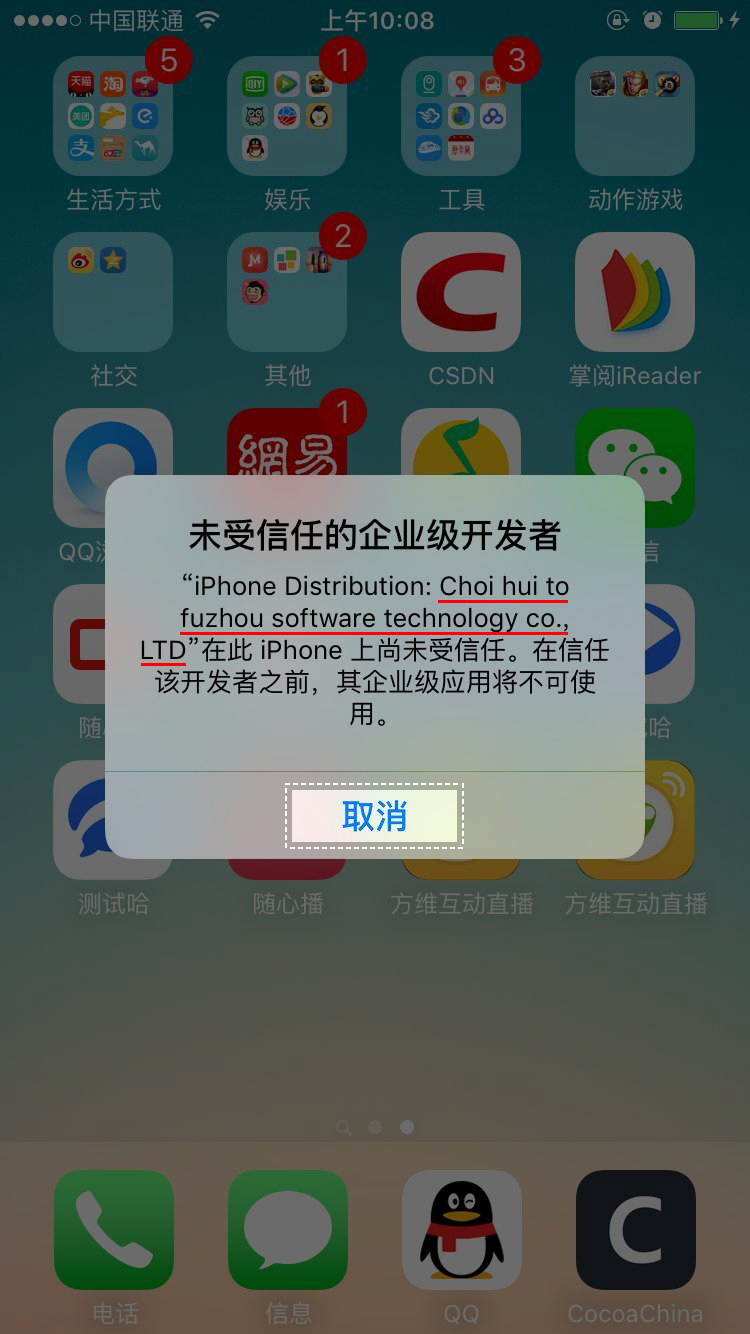 中国联通
上午10:08
5
1
3
天猫
淘
美团
支
iQIYI
生活方式
娱乐
工具
动作游戏
2
M
C
社交
其他
CSDN
掌阅iReader
1
網易
未受信任的企业级开发者
“iPhone Distribution: Choi hui to
fuzhou software technology co.,
LTD”在此 iPhone 上尚未受信任。在信任
该开发者之前，其企业级应用将不可使
用。
取消
QQ
信
随
哈
测试哈
随心播
方维互动直播
方维互动直播
C
电话
信息
QQ
CocoaChina